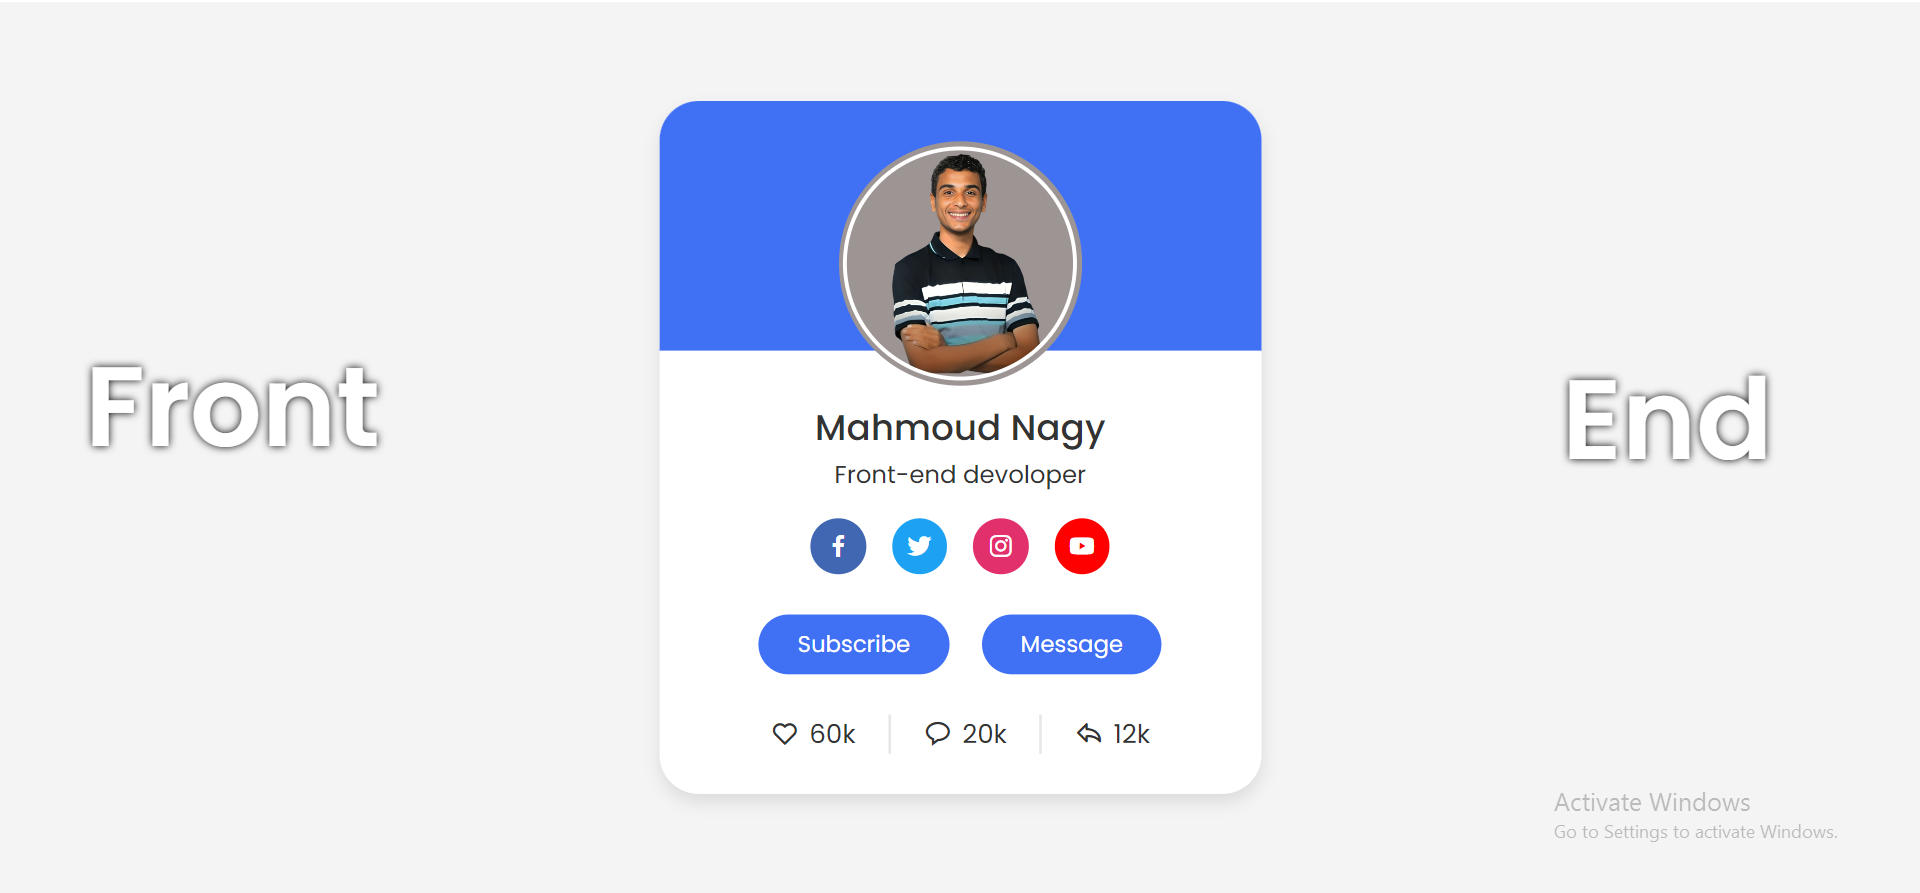 Front
End
Mahmoud Nagy
Front-end devoloper
Subscribe
Message
60k
20k
12k
Activate Windows
Go to Settings to activate Windows.